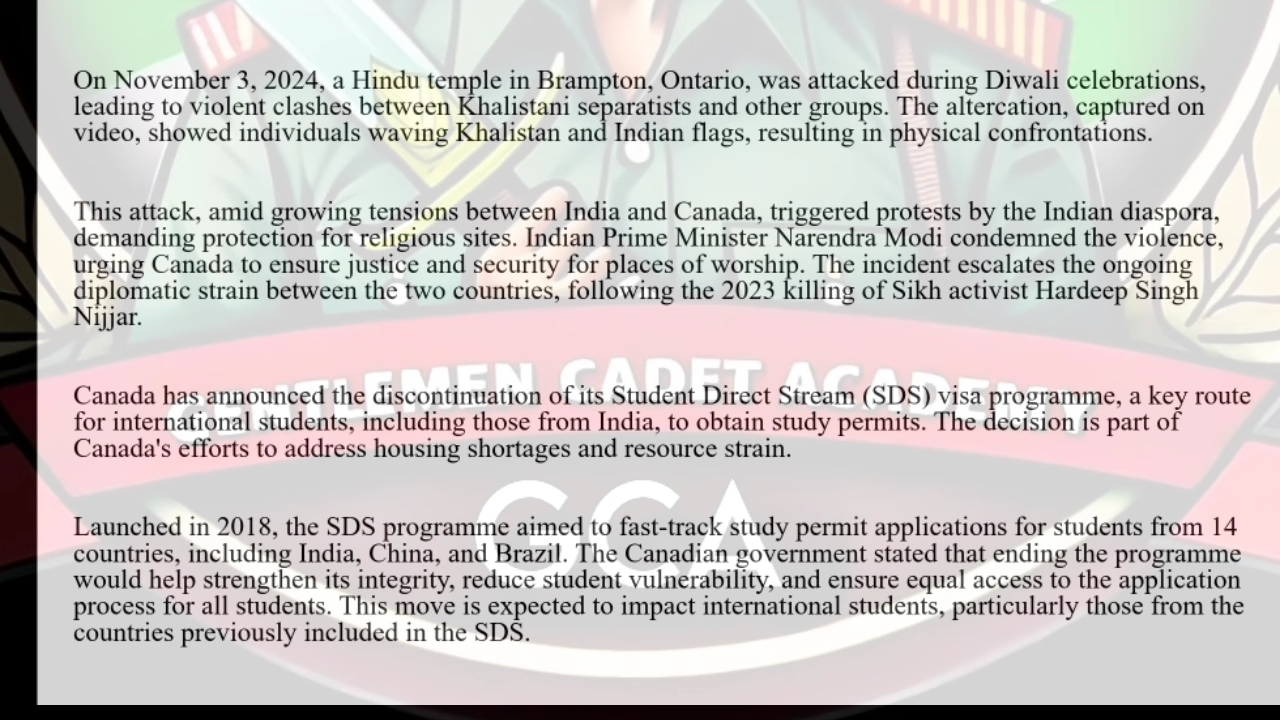 On November 3, 2024, a Hindu temple in Brampton, Ontario, was attacked during Diwali celebrations,
leading to violent clashes between Khalistani separatists and other groups. The altercation, captured on
video, showed individuals waving Khalistan and Indian flags, resulting in physical confrontations.
This attack, amid growing tensions between India and Canada, triggered protests by the Indian diaspora,
demanding protection for religious sites. Indian Prime Minister Narendra Modi condemned the violence,
urging Canada to ensure justice and security for places of worship. The incident escalates the ongoing
diplomatic strain between the two countries, following the 2023 killing of Sikh activist Hardeep Singh
Nijjar.
GENTLEMEN CADET ACADEMY
Canada has announced the discontinuation of its Student Direct Stream (SDS) visa programme, a key route
for international students, including those from India, to obtain study permits. The decision is part of
Canada's efforts to address housing shortages and resource strain.
GCA
Launched in 2018, the SDS programme aimed to fast-track study permit applications for students from 14
countries, including India, China, and Brazil. The Canadian government stated that ending the programme
would help strengthen its integrity, reduce student vulnerability, and ensure equal access to the application
process for all students. This move is expected to impact international students, particularly those from the
countries previously included in the SDS.